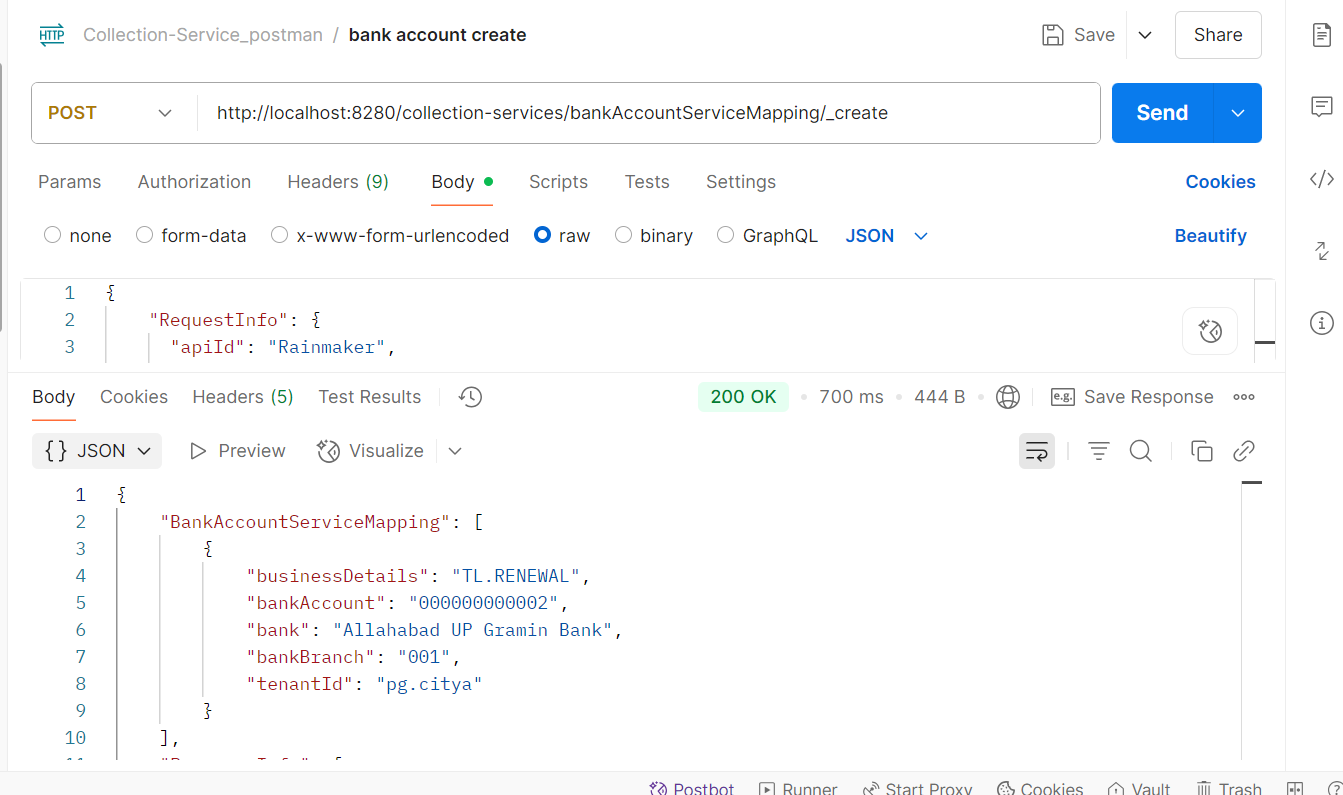 HTTP Collection-Service_postman / bank account create Save Share
POST http://localhost:8280/collection-services/bankAccountServiceMapping/_create Send
Params Authorization Headers (9) Body Scripts Tests Settings Cookies
none form-data x-www-form-urlencoded raw binary GraphQL JSON Beautify
1 {
2 "RequestInfo": {
3 "apiId": "Rainmaker",
Body Cookies Headers (5) Test Results 200 OK 700 ms 444 B e.g. Save Response
{} JSON Preview Visualize
1 {
2 "BankAccountServiceMapping": [
3 {
4 "businessDetails": "TL.RENEWAL",
5 "bankAccount": "000000000002",
6 "bank": "Allahabad UP Gramin Bank",
7 "bankBranch": "001",
8 "tenantId": "pg.citya"
9 }
10 ],
Postbot Runner Start Proxy Cookies Vault Trash